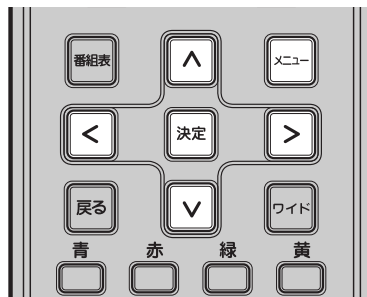 番組表 ∧ メニュー
< 決定 >
戻る ∨ ワイド
青 赤 緑 黄